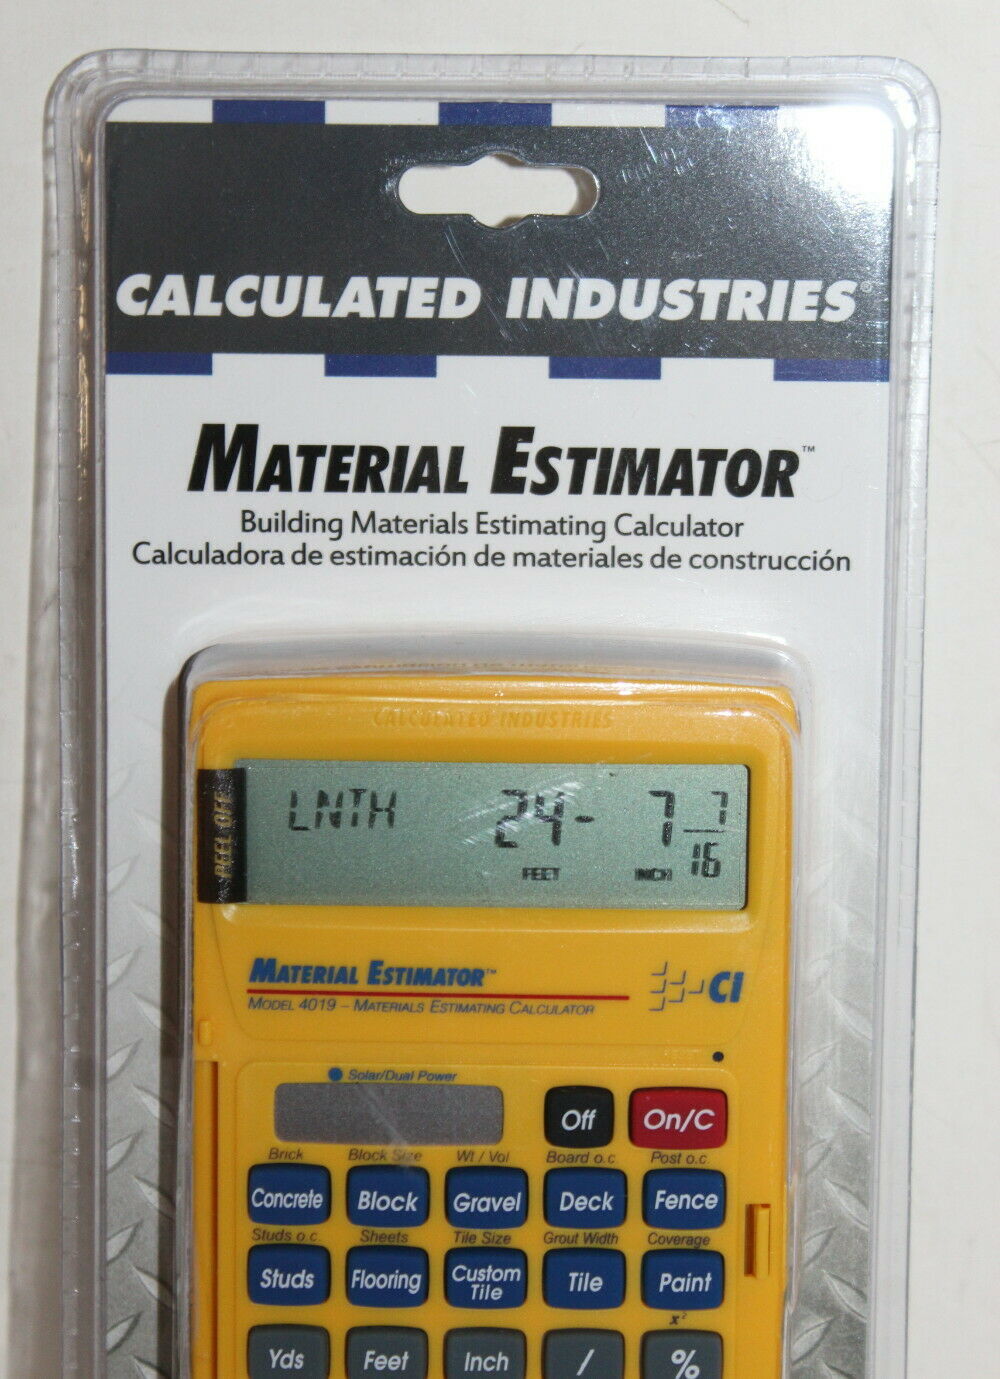 CALCULATED INDUSTRIES®
MATERIAL ESTIMATOR™
Building Materials Estimating Calculator
Calculadora de estimación de materiales de construcción
CALCULATED INDUSTRIES
PEEL OFF
LNTH 24- 7 7/16
FEET INCH
MATERIAL ESTIMATOR™
CI
MODEL 4019 – MATERIALS ESTIMATING CALCULATOR
Solar/Dual Power
Off On/C
Brick Block Size Wt / Vol Board o.c. Post o.c.
Concrete Block Gravel Deck Fence
Studs o.c. Sheets Tile Size Grout Width Coverage
Studs Flooring Custom Tile Tile Paint
x²
Yds Feet Inch / %